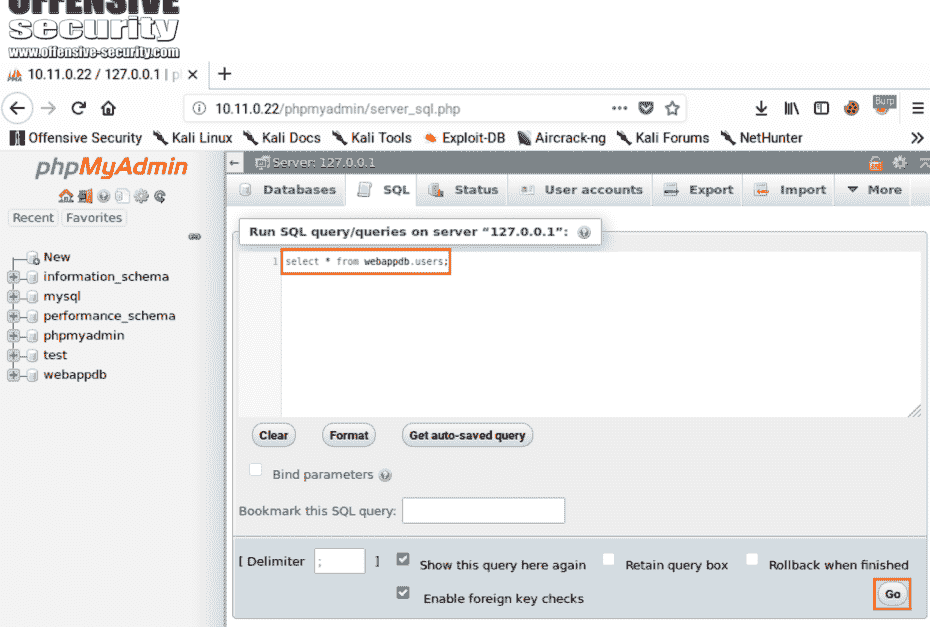 OFFENSIVE
security
www.offensive-security.com
10.11.0.22 / 127.0.0.1 | p
10.11.0.22/phpmyadmin/server_sql.php
Burp
Offensive Security Kali Linux Kali Docs Kali Tools Exploit-DB Aircrack-ng Kali Forums NetHunter
phpMyAdmin
Recent Favorites
New
information_schema
mysql
performance_schema
phpmyadmin
test
webappdb
Server: 127.0.0.1
Databases SQL Status User accounts Export Import More
Run SQL query/queries on server “127.0.0.1”:
1 select * from webappdb.users;
Clear Format Get auto-saved query
Bind parameters
Bookmark this SQL query:
[ Delimiter ; ] Show this query here again Retain query box Rollback when finished
Enable foreign key checks
Go